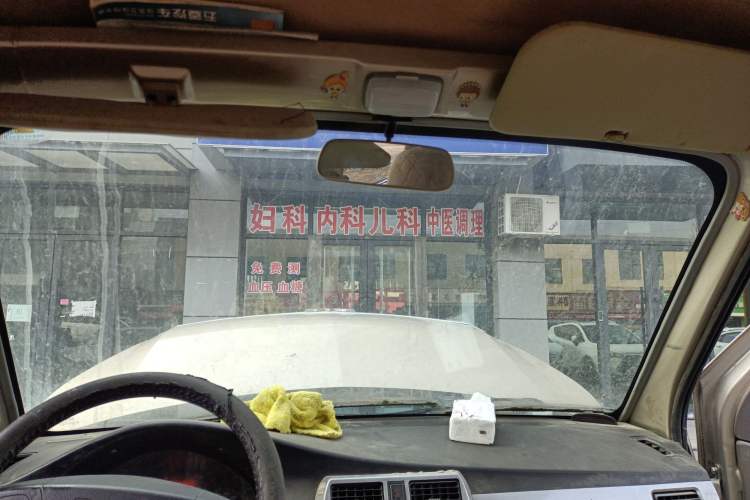 妇科 内科儿科 中医调理
免费测
血压 血糖